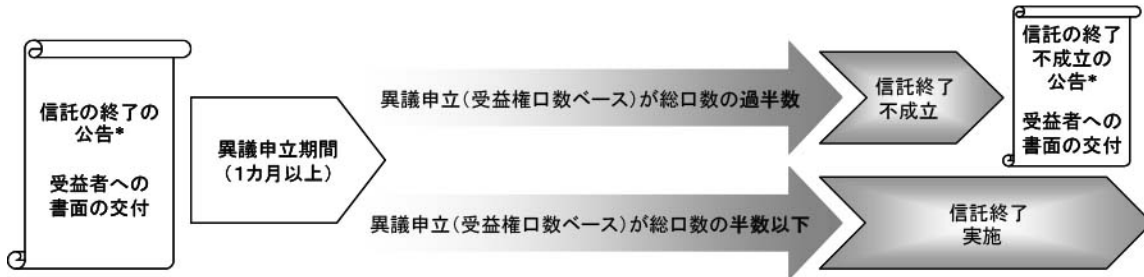 信託の終了の
公告*
受益者への
書面の交付
異議申立期間
(1カ月以上)
異議申立(受益権口数ベース)が総口数の過半数
信託終了
不成立
信託の終了
不成立の
公告*
受益者への
書面の交付
異議申立(受益権口数ベース)が総口数の半数以下
信託終了
実施